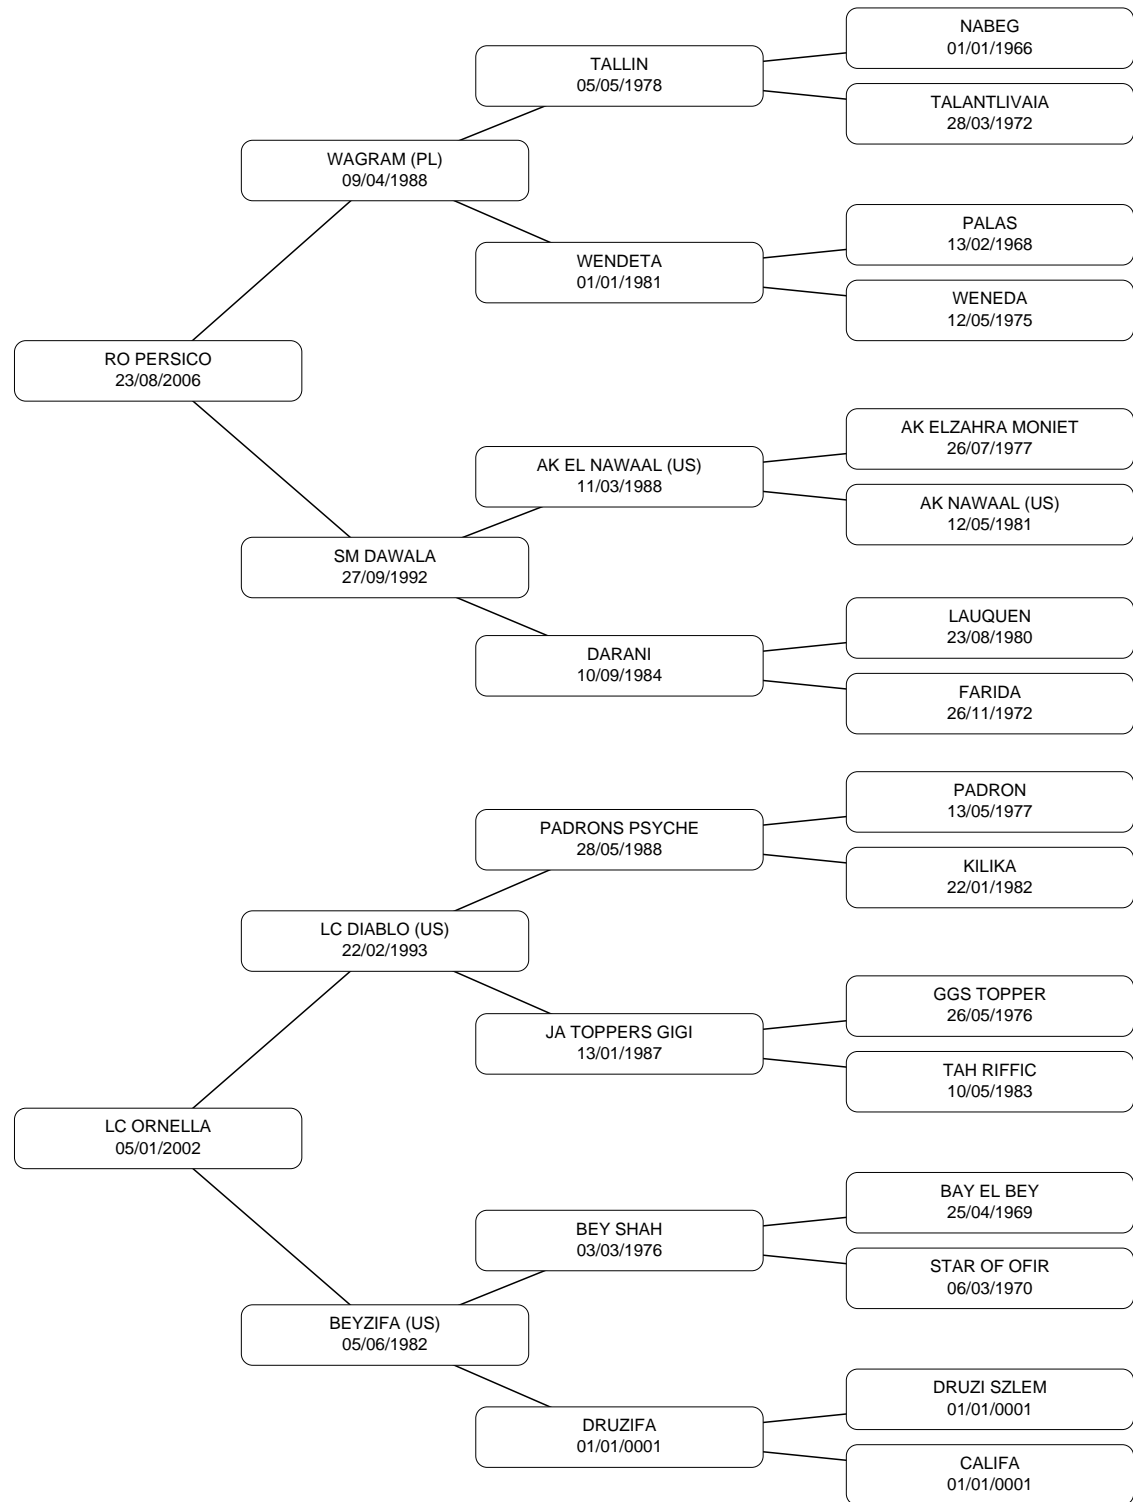 NABEG
01/01/1966
TALLIN
05/05/1978
TALANTLIVAIA
28/03/1972
WAGRAM (PL)
09/04/1988
PALAS
13/02/1968
WENDETA
01/01/1981
WENEDA
12/05/1975
RO PERSICO
23/08/2006
AK ELZAHRA MONIET
26/07/1977
AK EL NAWAAL (US)
11/03/1988
AK NAWAAL (US)
12/05/1981
SM DAWALA
27/09/1992
LAUQUEN
23/08/1980
DARANI
10/09/1984
FARIDA
26/11/1972
PADRON
13/05/1977
PADRONS PSYCHE
28/05/1988
KILIKA
22/01/1982
LC DIABLO (US)
22/02/1993
GGS TOPPER
26/05/1976
JA TOPPERS GIGI
13/01/1987
TAH RIFFIC
10/05/1983
LC ORNELLA
05/01/2002
BAY EL BEY
25/04/1969
BEY SHAH
03/03/1976
STAR OF OFIR
06/03/1970
BEYZIFA (US)
05/06/1982
DRUZI SZLEM
01/01/0001
DRUZIFA
01/01/0001
CALIFA
01/01/0001